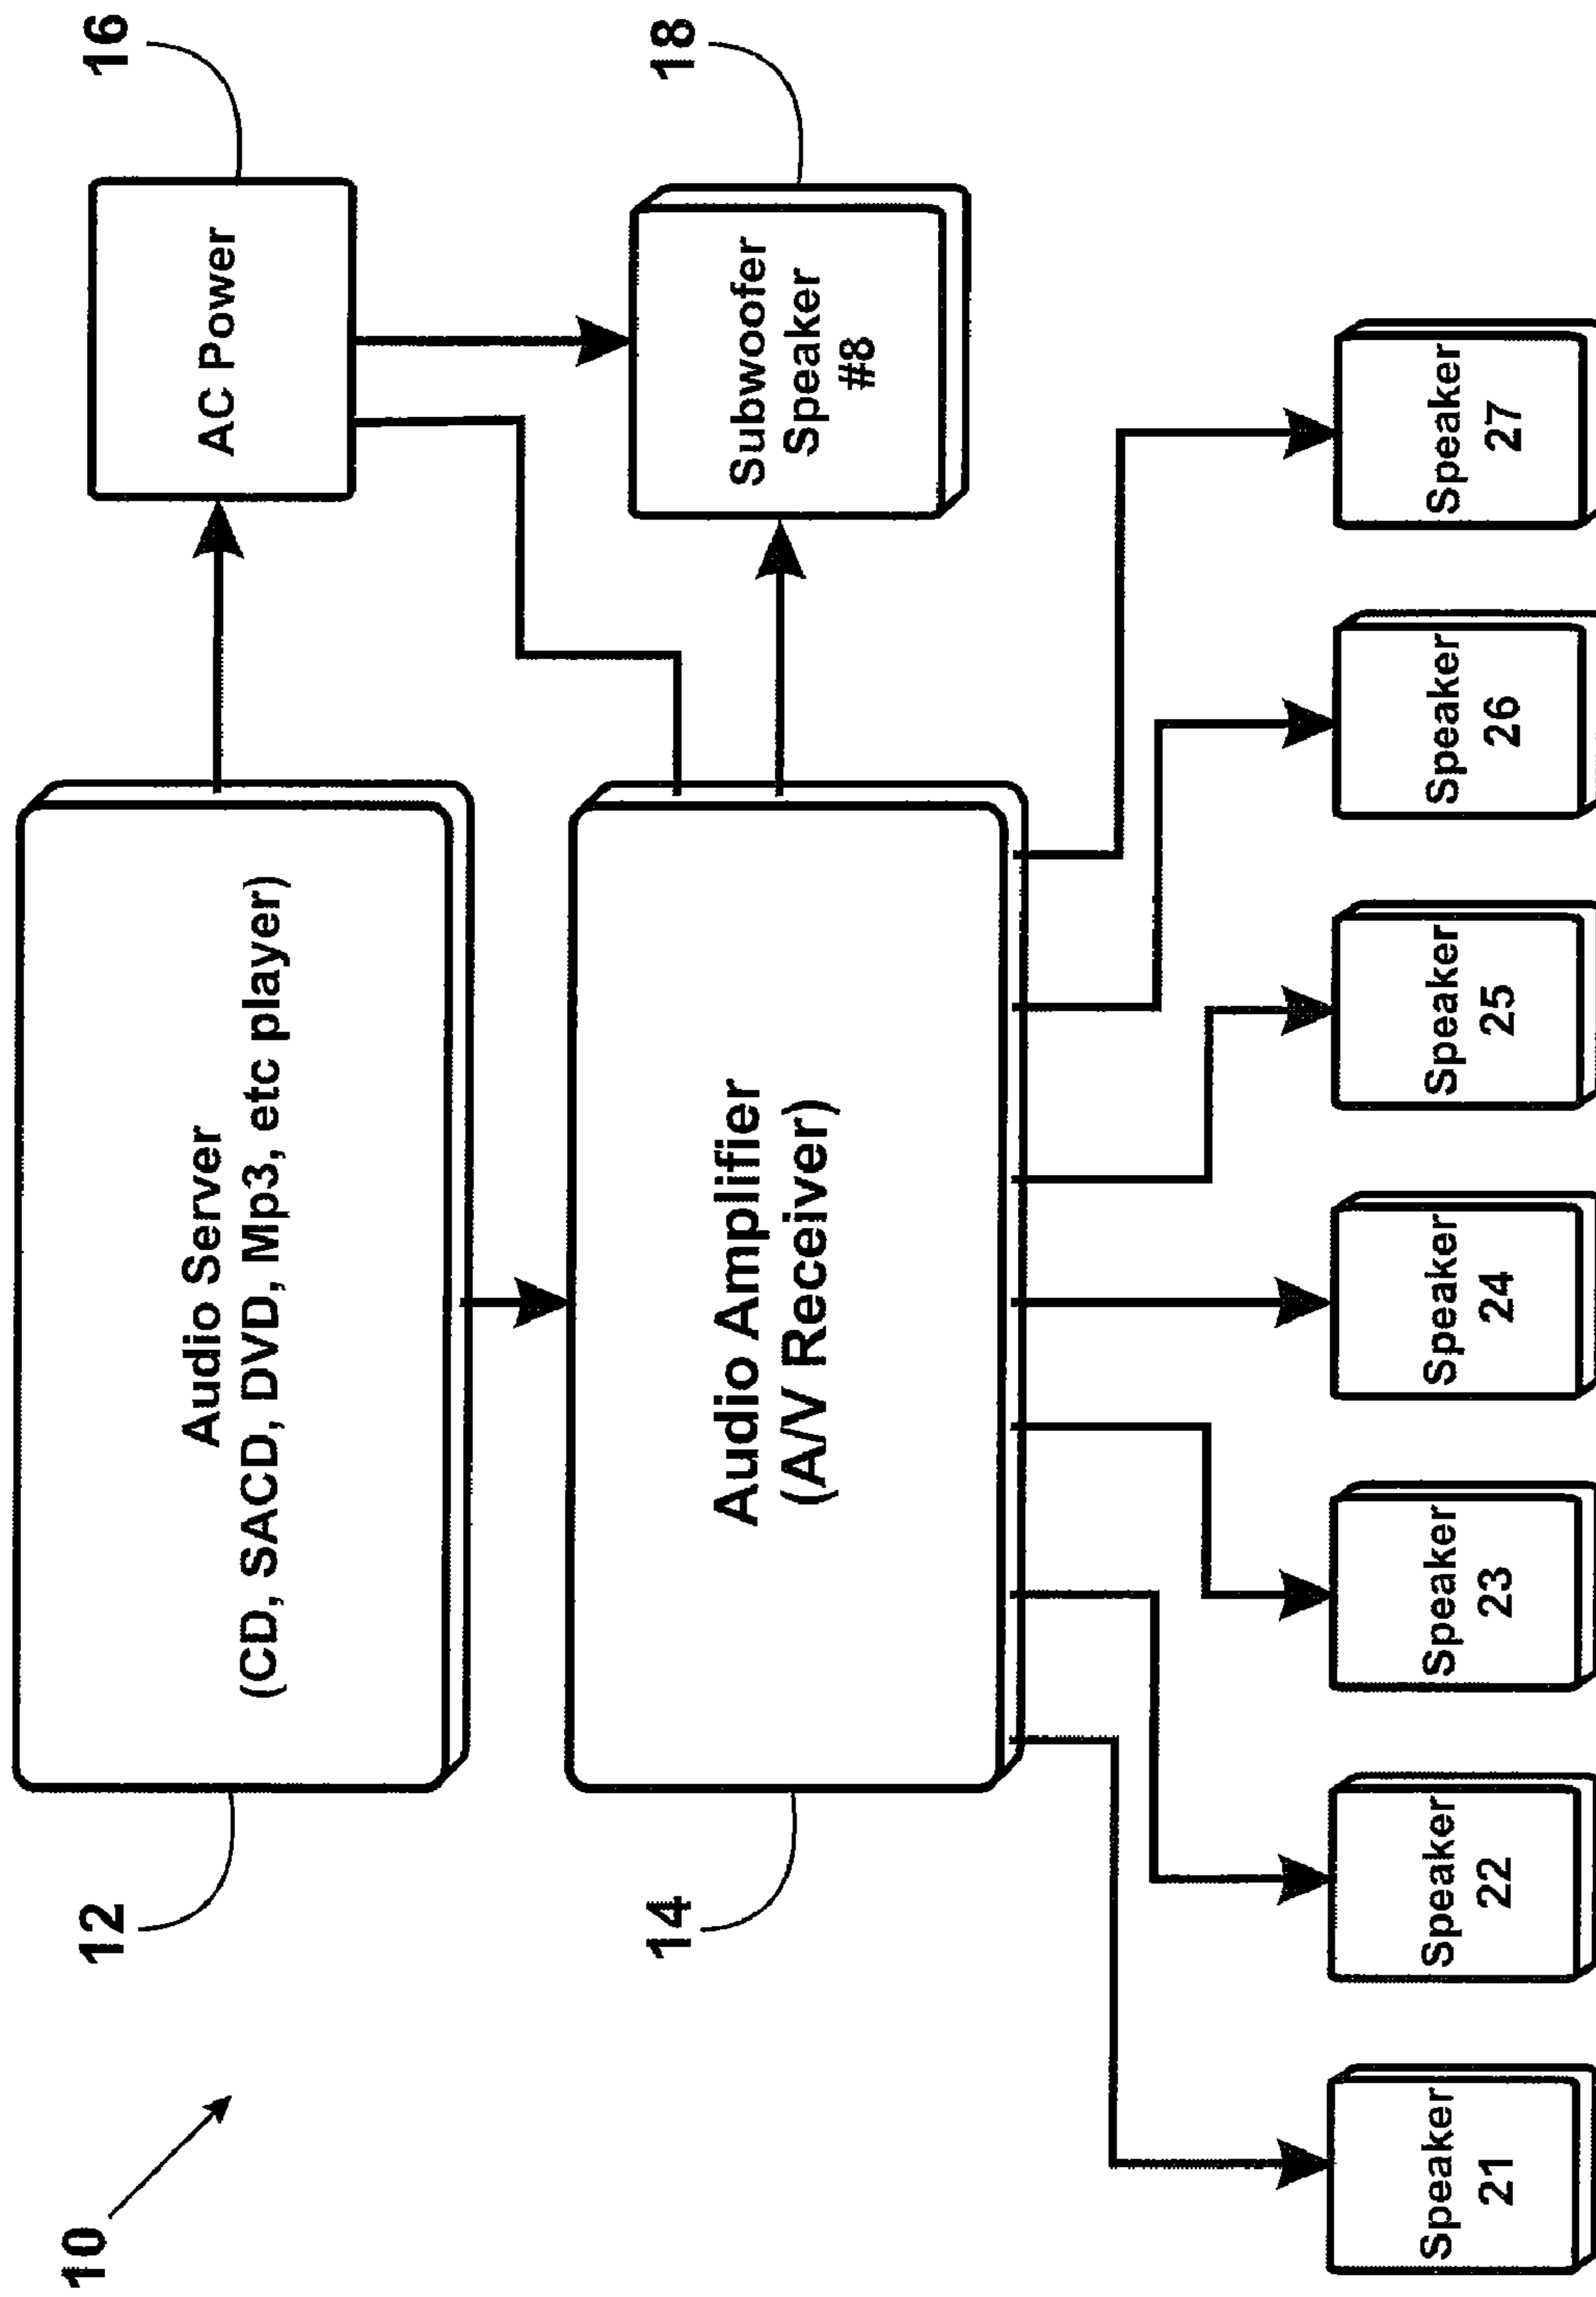 10
12
Audio Server
(CD, SACD, DVD, Mp3, etc player)
16
AC Power
14
Audio Amplifier
(A/V Receiver)
18
Subwoofer
Speaker
#8
Speaker
21
Speaker
22
Speaker
23
Speaker
24
Speaker
25
Speaker
26
Speaker
27